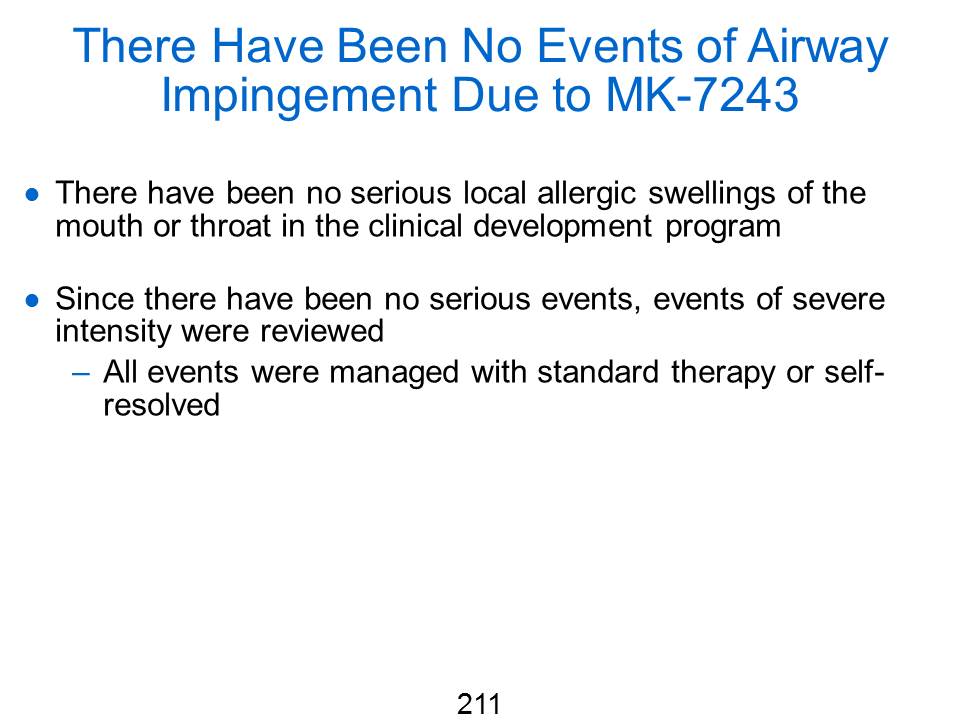 There Have Been No Events of Airway
Impingement Due to MK-7243
● There have been no serious local allergic swellings of the
mouth or throat in the clinical development program
● Since there have been no serious events, events of severe
intensity were reviewed
– All events were managed with standard therapy or self-
resolved
211